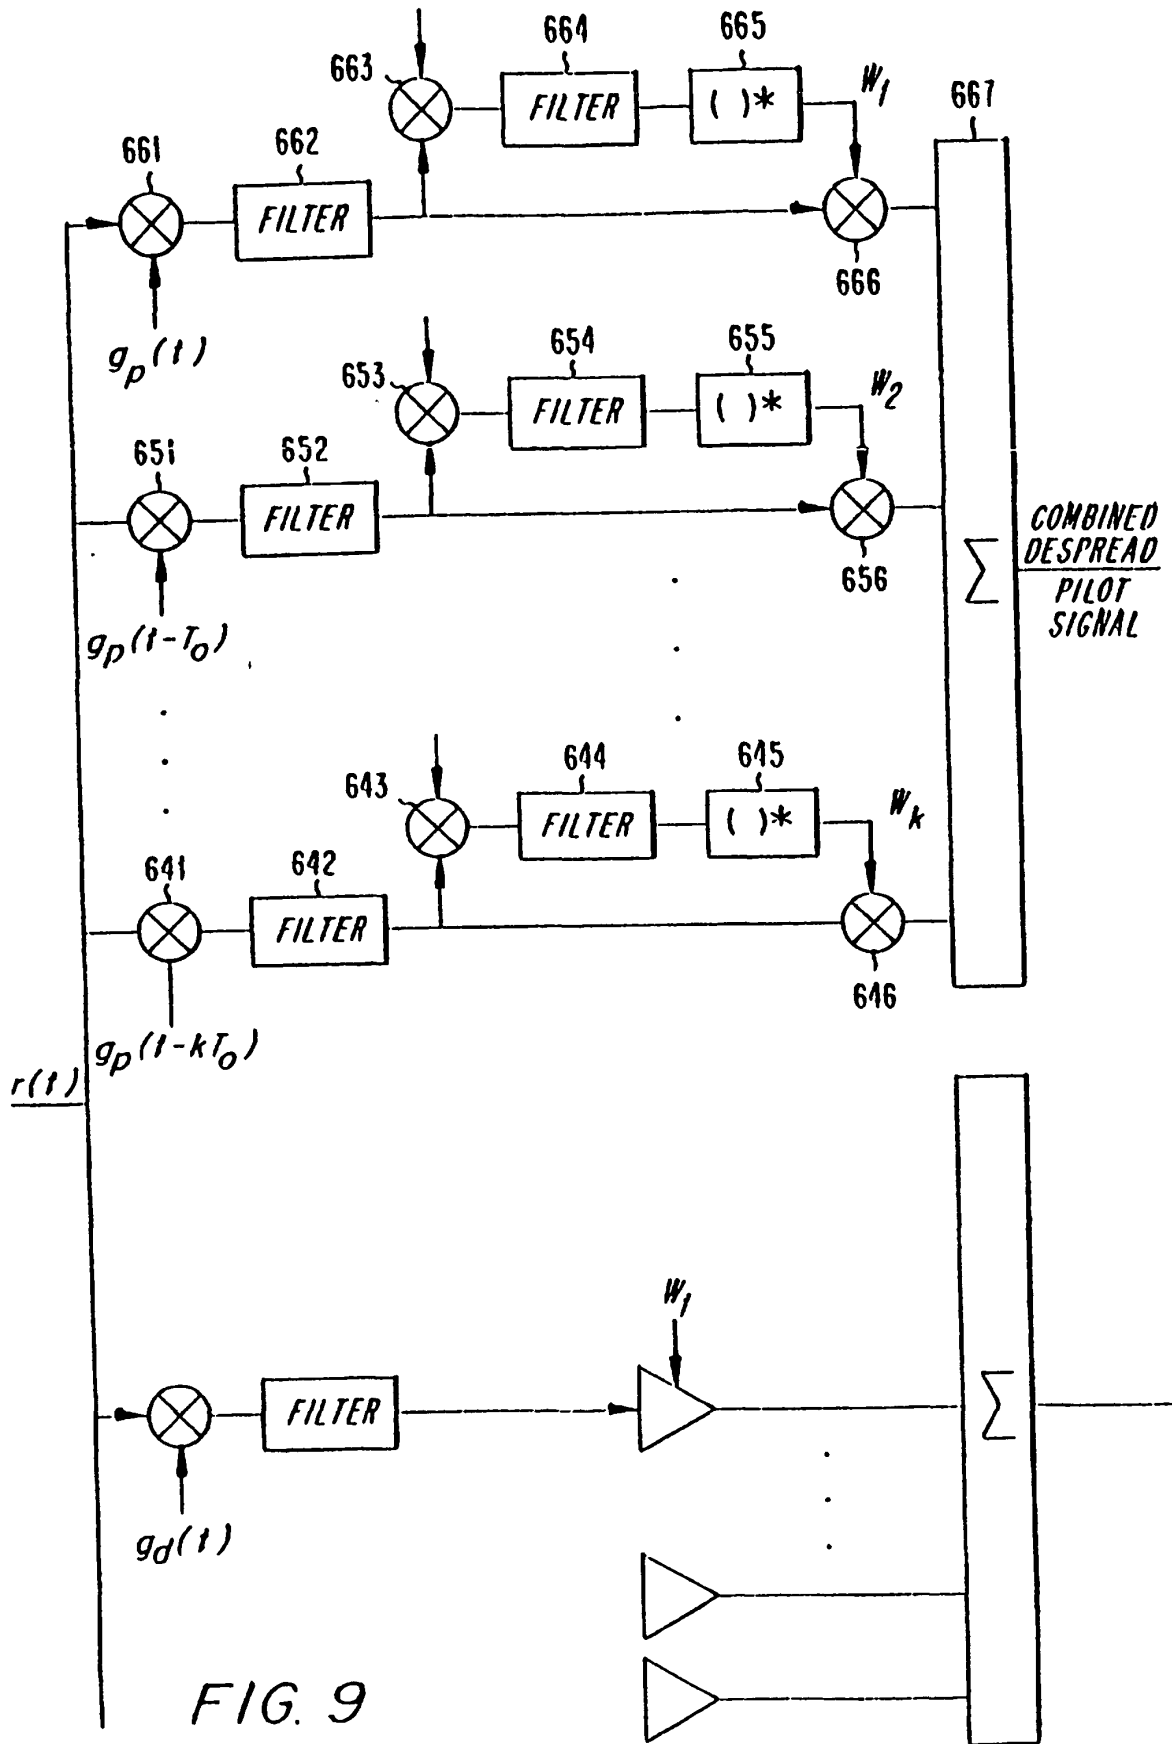 664
665
663
FILTER
( )*
W1
667
661
662
FILTER
666
gp(t)
654
655
653
FILTER
( )*
W2
651
652
FILTER
656
COMBINED
DESPREAD
PILOT
SIGNAL
Σ
gp(t-To)
644
645
643
FILTER
( )*
Wk
641
642
FILTER
646
gp(t-kTo)
r(t)
W1
FILTER
Σ
gd(t)
FIG. 9